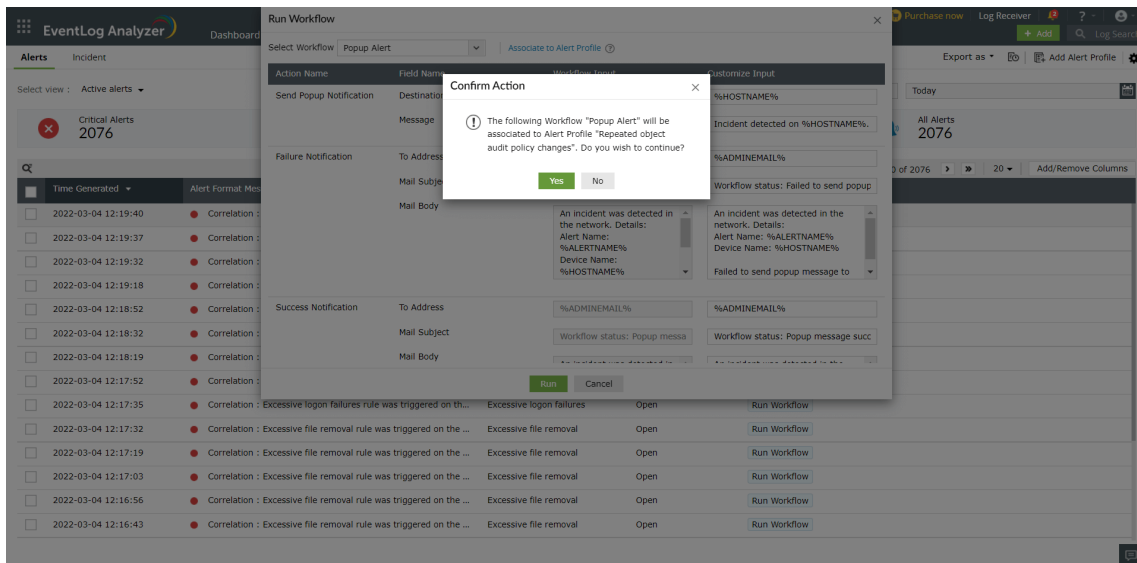 EventLog Analyzer
Dashboard
Purchase now
Log Receiver
?
+ Add
Log Search
Alerts
Incident
Export as
Add Alert Profile
Select view :
Active alerts
Today
Critical Alerts
2076
All Alerts
2076
of 2076
20
Add/Remove Columns
Run Workflow
Select Workflow
Popup Alert
Associate to Alert Profile
?
Action Name
Field Name
Workflow Input
Customize Input
Send Popup Notification
Destination
%HOSTNAME%
Message
Incident detected on %HOSTNAME%.
Failure Notification
To Address
%ADMINEMAIL%
Mail Subje
Workflow status: Failed to send popup
Mail Body
An incident was detected in
the network. Details:
Alert Name:
%ALERTNAME%
Device Name:
%HOSTNAME%
An incident was detected in the
network. Details:
Alert Name: %ALERTNAME%
Device Name: %HOSTNAME%
Failed to send popup message to
Success Notification
To Address
%ADMINEMAIL%
%ADMINEMAIL%
Mail Subject
Workflow status: Popup messa
Workflow status: Popup message succ
Mail Body
Run
Cancel
Confirm Action
The following Workflow "Popup Alert" will be
associated to Alert Profile "Repeated object
audit policy changes". Do you wish to continue?
Yes
No
Time Generated
Alert Format Mes
2022-03-04 12:19:40
Correlation :
2022-03-04 12:19:37
Correlation :
2022-03-04 12:19:32
Correlation :
2022-03-04 12:19:18
Correlation :
2022-03-04 12:18:52
Correlation :
2022-03-04 12:18:32
Correlation :
2022-03-04 12:18:19
Correlation :
2022-03-04 12:17:52
Correlation :
2022-03-04 12:17:35 Correlation : Excessive logon failures rule was triggered on th... Excessive logon failures Open Run Workflow
2022-03-04 12:17:32 Correlation : Excessive file removal rule was triggered on the ... Excessive file removal Open Run Workflow
2022-03-04 12:17:19 Correlation : Excessive file removal rule was triggered on the ... Excessive file removal Open Run Workflow
2022-03-04 12:17:03 Correlation : Excessive file removal rule was triggered on the ... Excessive file removal Open Run Workflow
2022-03-04 12:16:56 Correlation : Excessive file removal rule was triggered on the ... Excessive file removal Open Run Workflow
2022-03-04 12:16:43 Correlation : Excessive file removal rule was triggered on the ... Excessive file removal Open Run Workflow